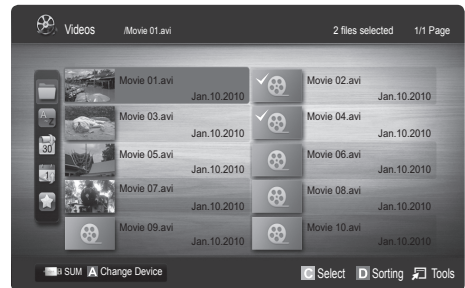 Videos /Movie 01.avi 2 files selected 1/1 Page
Movie 01.avi Movie 02.avi
Jan.10.2010 Jan.10.2010
Movie 03.avi Movie 04.avi
Jan.10.2010 Jan.10.2010
Movie 05.avi Movie 06.avi
Jan.10.2010 Jan.10.2010
Movie 07.avi Movie 08.avi
Jan.10.2010 Jan.10.2010
Movie 09.avi Movie 10.avi
Jan.10.2010 Jan.10.2010
30
1
SUM A Change Device C Select D Sorting Tools